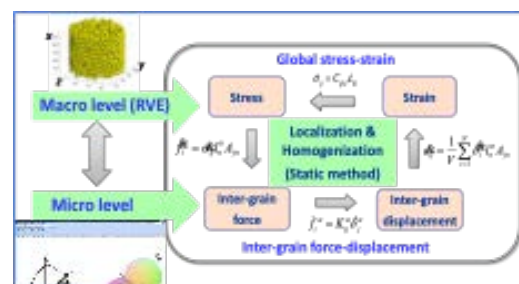 x
y
z
Global stress-strain
Stress
Strain
Macro level (RVE)
Localization &
Homogenization
(Static method)
Micro level
Inter-grain
force
Inter-grain
displacement
Inter-grain force-displacement